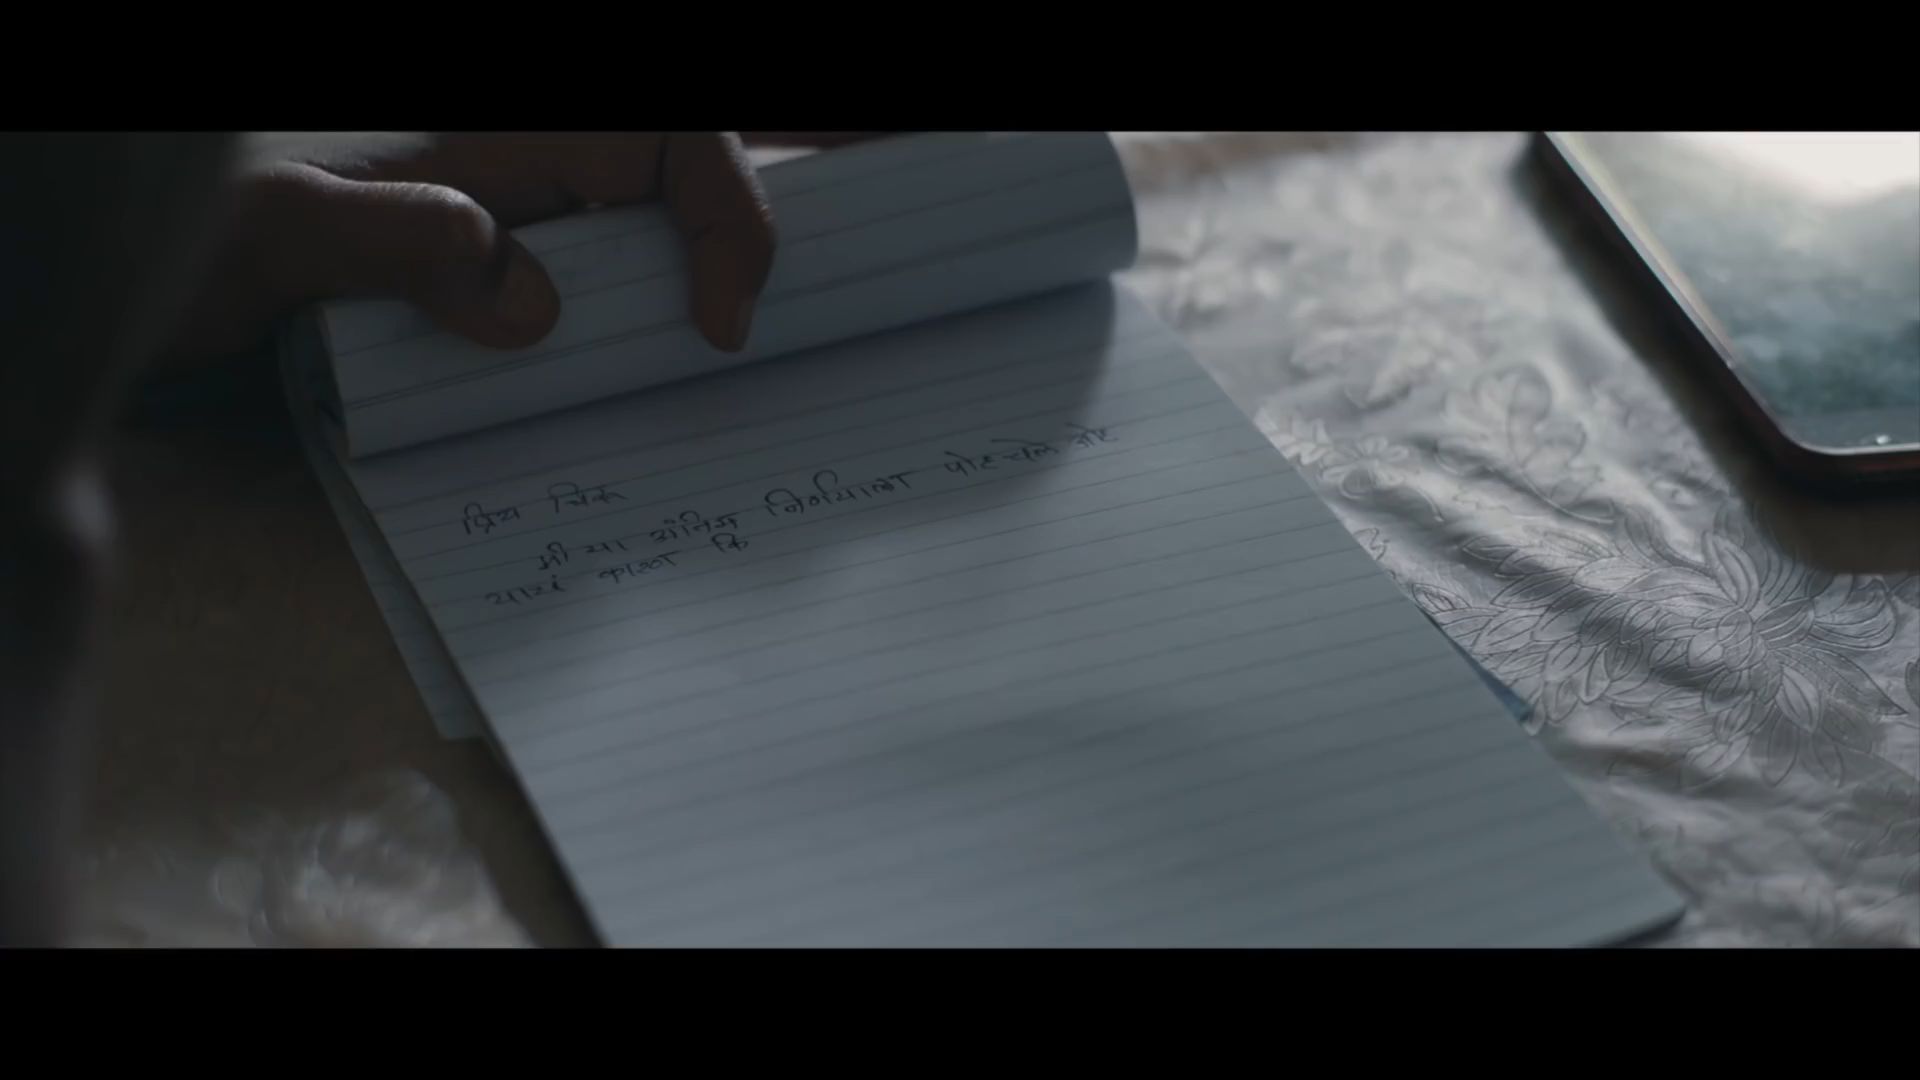 प्रिय चिरू
मी या अंतिम निर्णयाला पोहचले आहे
याचं कारण कि